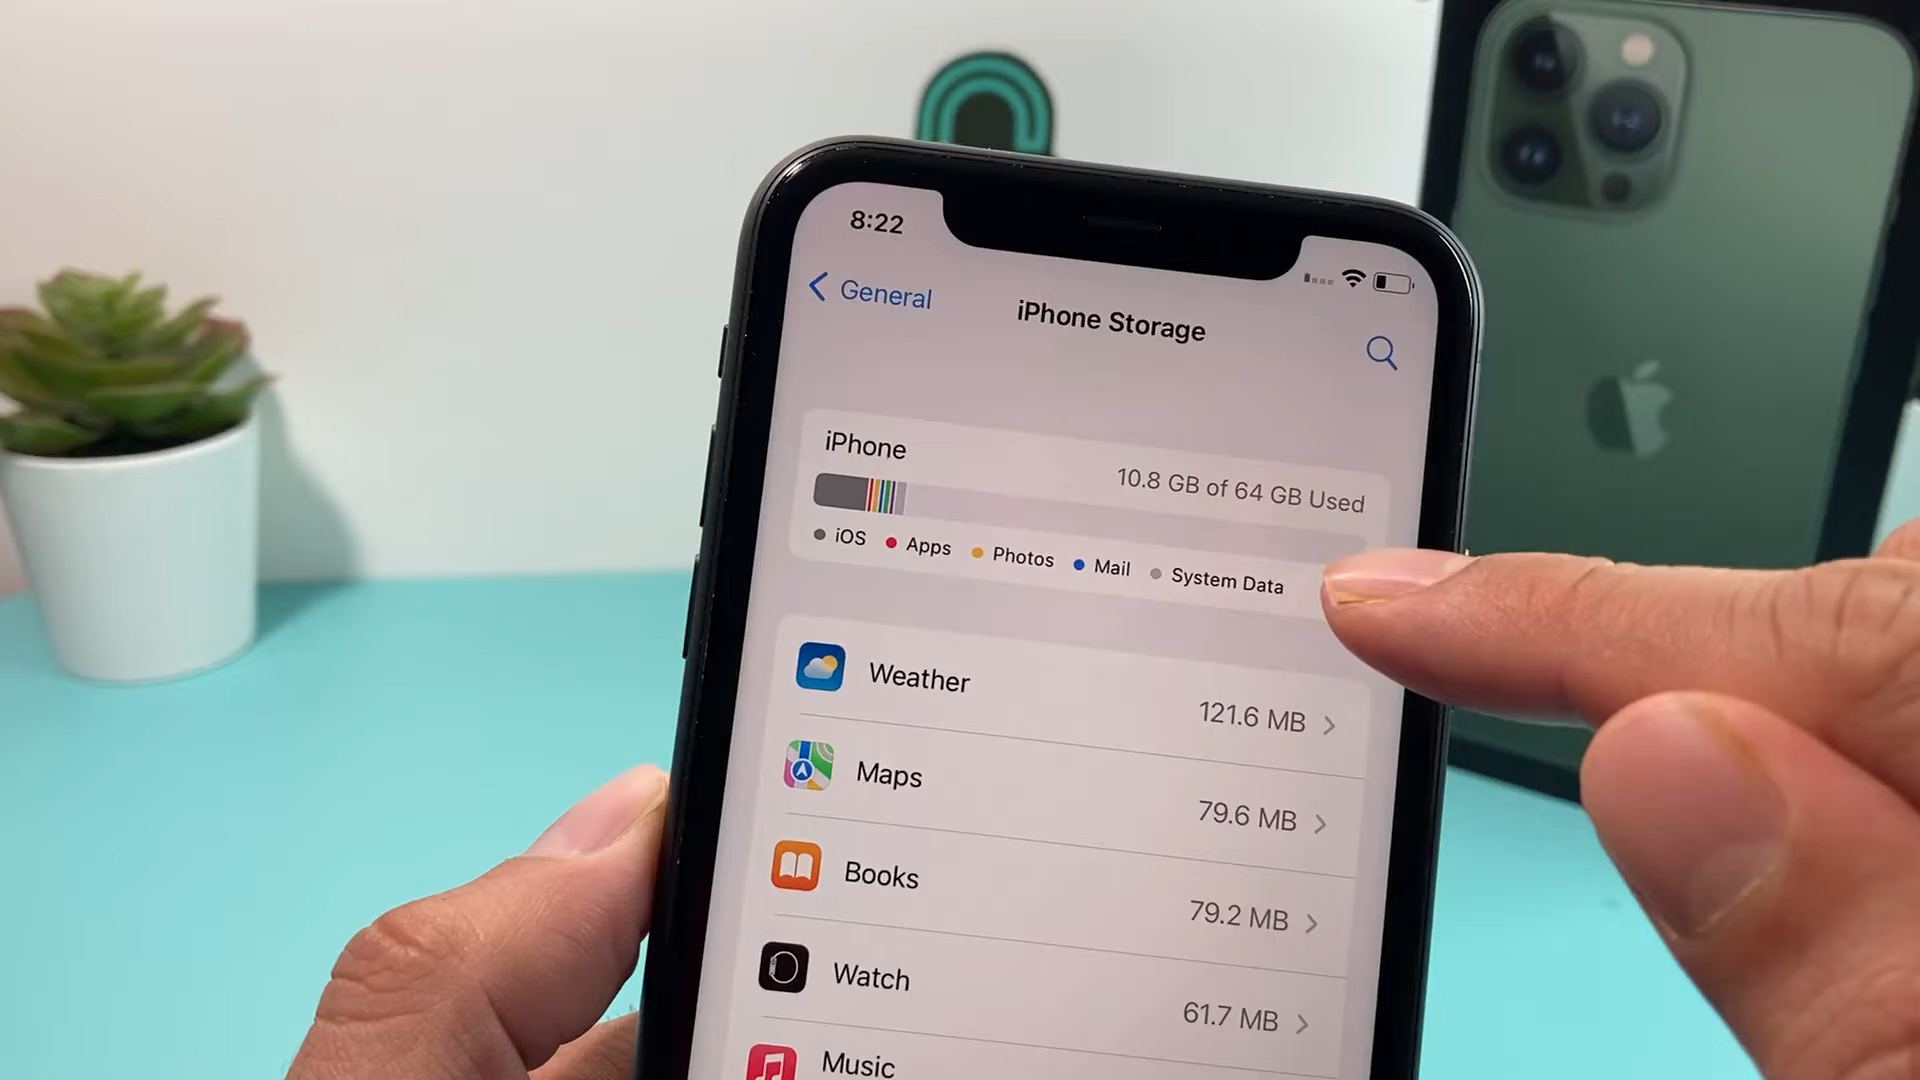 8:22
General
iPhone Storage
iPhone
10.8 GB of 64 GB Used
iOS Apps Photos Mail System Data
Weather
121.6 MB
Maps
79.6 MB
Books
79.2 MB
Watch
61.7 MB
Music